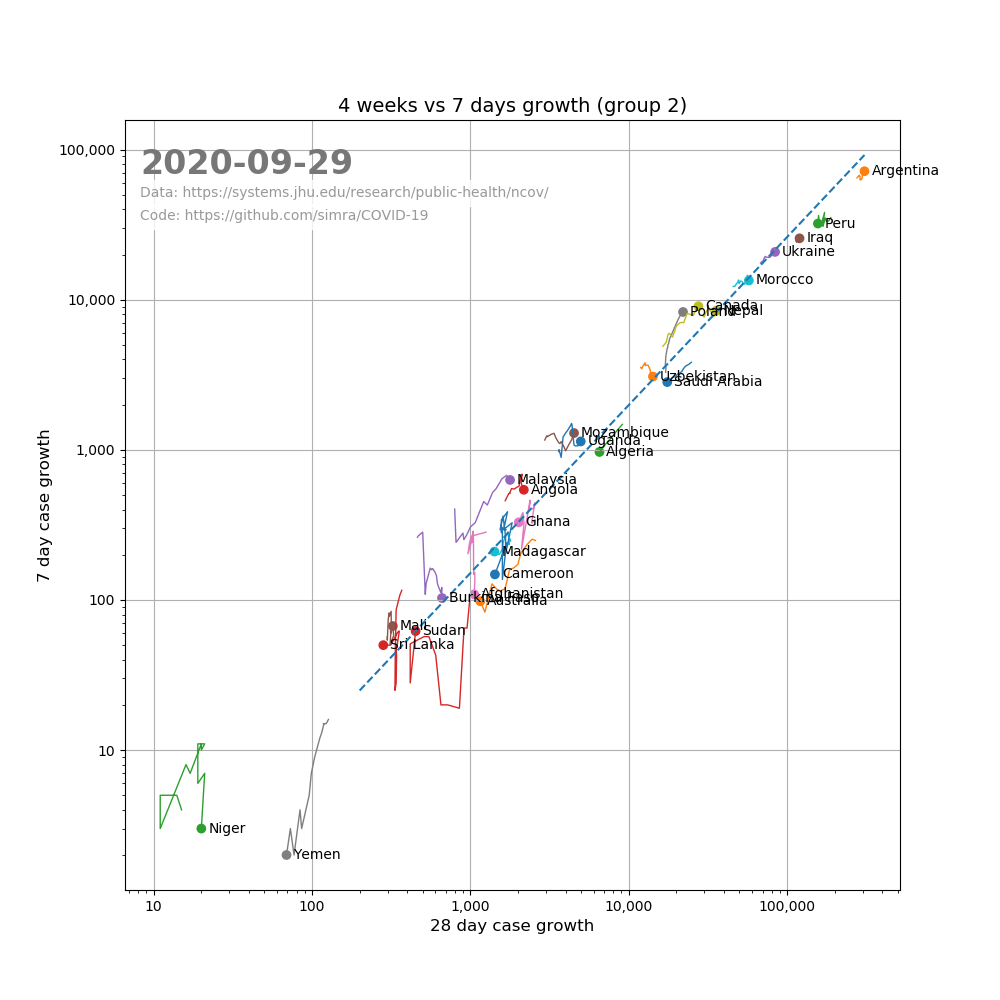 4 weeks vs 7 days growth (group 2)
2020-09-29
Data: https://systems.jhu.edu/research/public-health/ncov/
Code: https://github.com/simra/COVID-19
100,000
10,000
1,000
100
10
7 day case growth
Argentina
Peru
Iraq
Ukraine
Morocco
Canada
Poland
Nepal
Uzbekistan
Saudi Arabia
Mozambique
Uganda
Algeria
Malaysia
Angola
Ghana
Madagascar
Cameroon
Afghanistan
Burkina Faso
Australia
Mali
Sudan
Sri Lanka
Niger
Yemen
10
100
1,000
10,000
100,000
28 day case growth